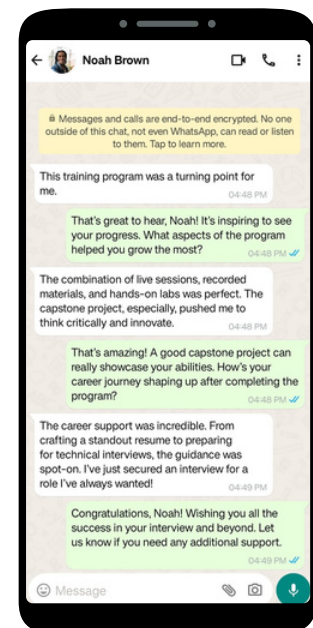 Noah Brown
Messages and calls are end-to-end encrypted. No one
outside of this chat, not even WhatsApp, can read or listen
to them. Tap to learn more.
This training program was a turning point for
me.
04:48 PM
That's great to hear, Noah! It's inspiring to see
your progress. What aspects of the program
helped you grow the most?
04:48 PM
The combination of live sessions, recorded
materials, and hands-on labs was perfect. The
capstone project, especially, pushed me to
think critically and innovate.
04:48 PM
That's amazing! A good capstone project can
really showcase your abilities. How's your
career journey shaping up after completing the
program?
04:48 PM
The career support was incredible. From
crafting a standout resume to preparing
for technical interviews, the guidance was
spot-on. I've just secured an interview for a
role I've always wanted!
04:49 PM
Congratulations, Noah! Wishing you all the
success in your interview and beyond. Let
us know if you need any additional support.
04:49 PM
Message